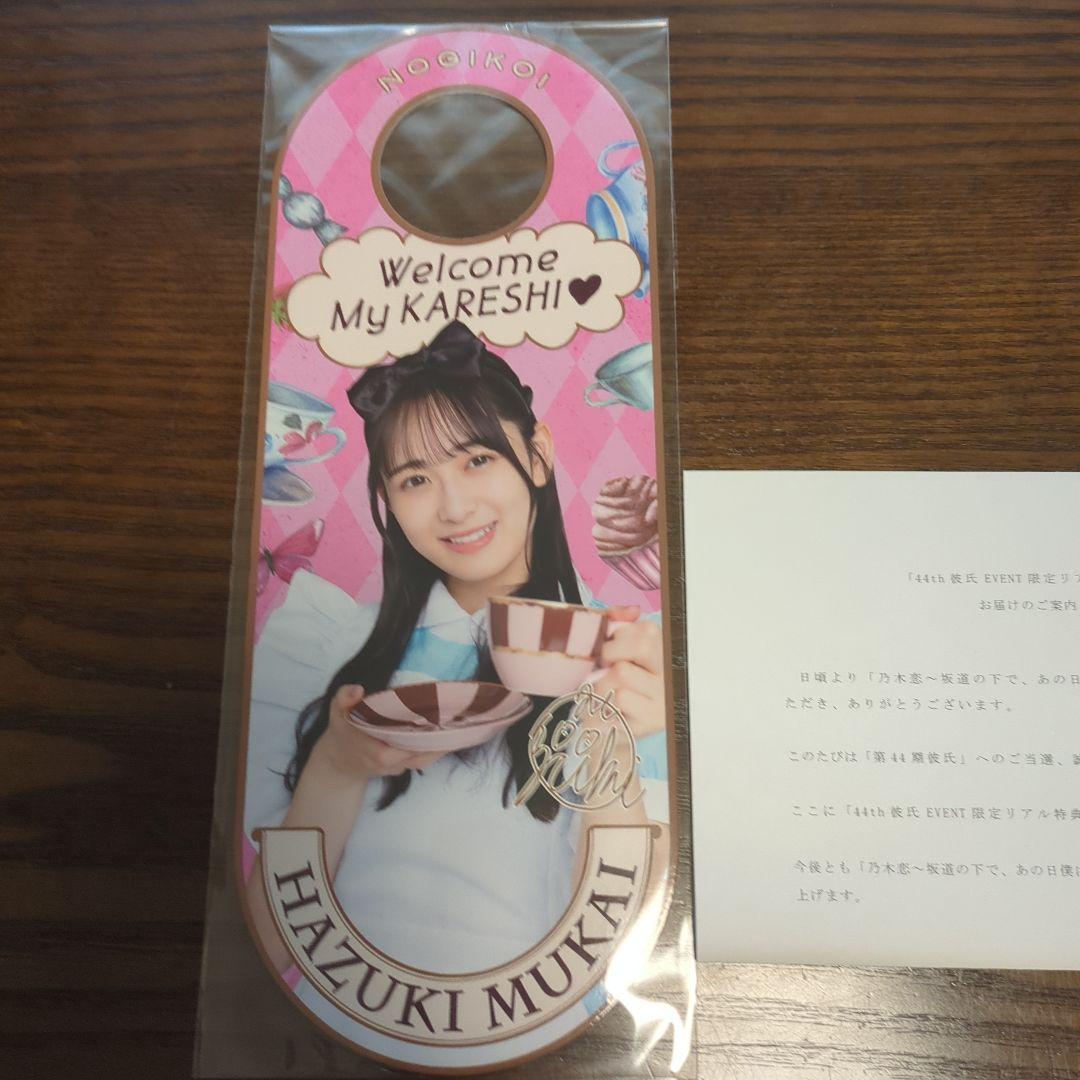 NOGIKOI
Welcome
My KARESHI♥
HAZUKI MUKAI
「44th 彼氏 EVENT 限定リア
お届けのご案内
日頃より「乃木恋～坂道の下で、あの日
ただき、ありがとうございます。
このたびは「第 44 期彼氏」へのご当選、誠
ここに「44th 彼氏 EVENT 限定リアル特典
今後とも「乃木恋～坂道の下で、あの日僕は
上げます。